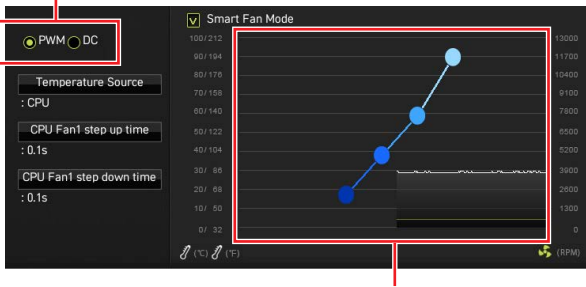 Smart Fan Mode
PWM DC
Temperature Source
: CPU
CPU Fan1 step up time
: 0.1s
CPU Fan1 step down time
: 0.1s
100/212 13000
90/194 11700
80/176 10400
70/158 9100
60/140 7800
50/122 6500
40/104 5200
30/ 86 3900
20/ 68 2600
10/ 50 1300
0/ 32 0
(°C) (°F) (RPM)